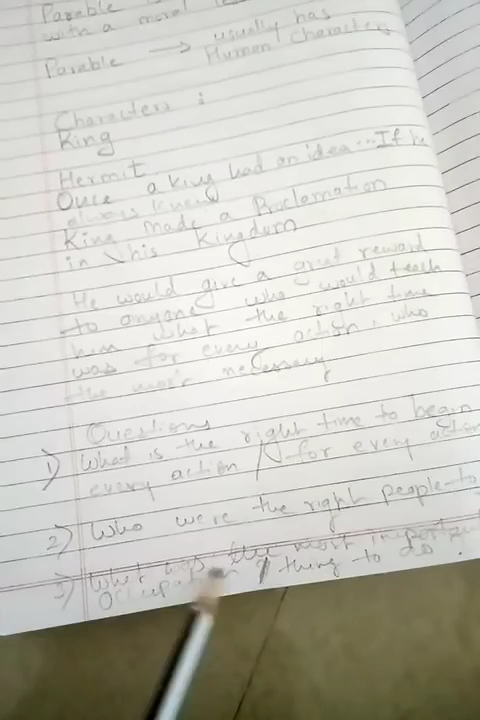 Parable
with a moral
Parable → usually has
Human Characters
Characters :
King
Hermit
Once a king had an idea... If he
always knew
King made a Proclamation
in his kingdom
He would give a great reward
to anyone who would teach
him what the right time
was for every action, who
the most necessary
Questions
1) What is the right time to begin
every action / for every action
2) Who were the right people to
3) What was the most important
Occupation / thing to do.